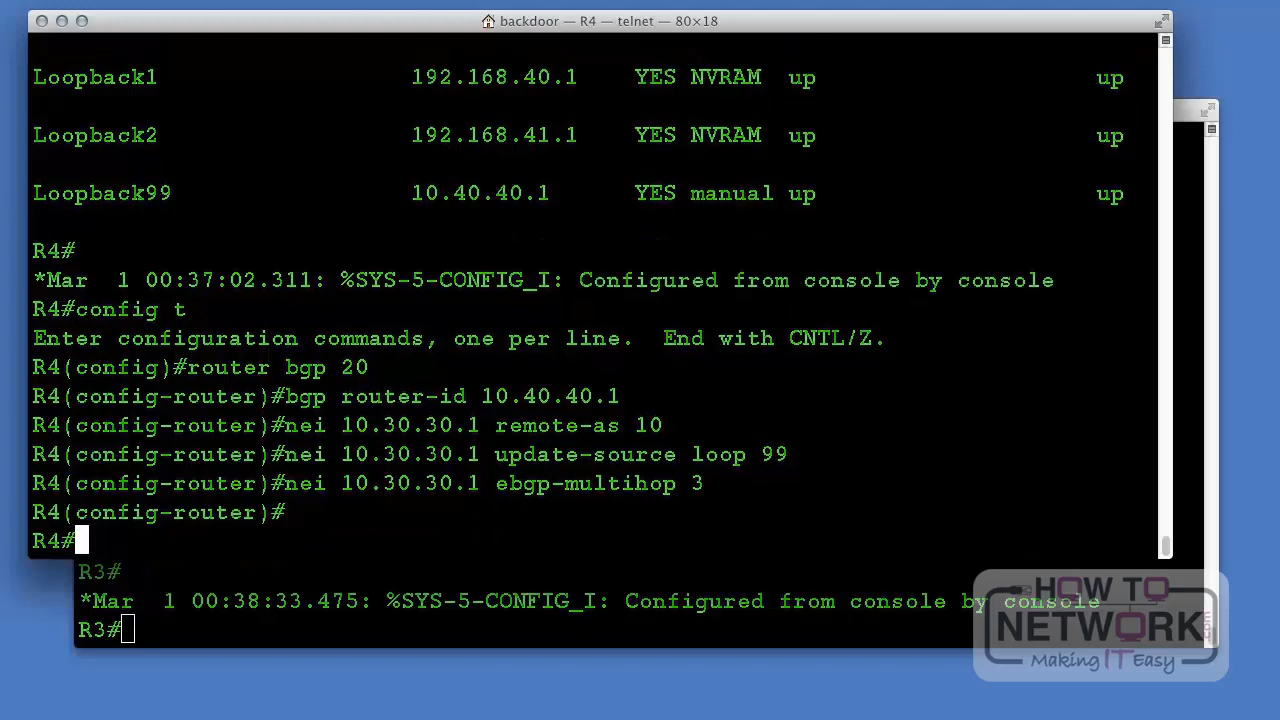 backdoor — R4 — telnet — 80×18
Loopback1 192.168.40.1 YES NVRAM up up
Loopback2 192.168.41.1 YES NVRAM up up
Loopback99 10.40.40.1 YES manual up up
R4#
*Mar 1 00:37:02.311: %SYS-5-CONFIG_I: Configured from console by console
R4#config t
Enter configuration commands, one per line. End with CNTL/Z.
R4(config)#router bgp 20
R4(config-router)#bgp router-id 10.40.40.1
R4(config-router)#nei 10.30.30.1 remote-as 10
R4(config-router)#nei 10.30.30.1 update-source loop 99
R4(config-router)#nei 10.30.30.1 ebgp-multihop 3
R4(config-router)#
R4#
R3#
*Mar 1 00:38:33.475: %SYS-5-CONFIG_I: Configured from console by console
R3#
HOW TO
NETWORK
.com
Making IT Easy